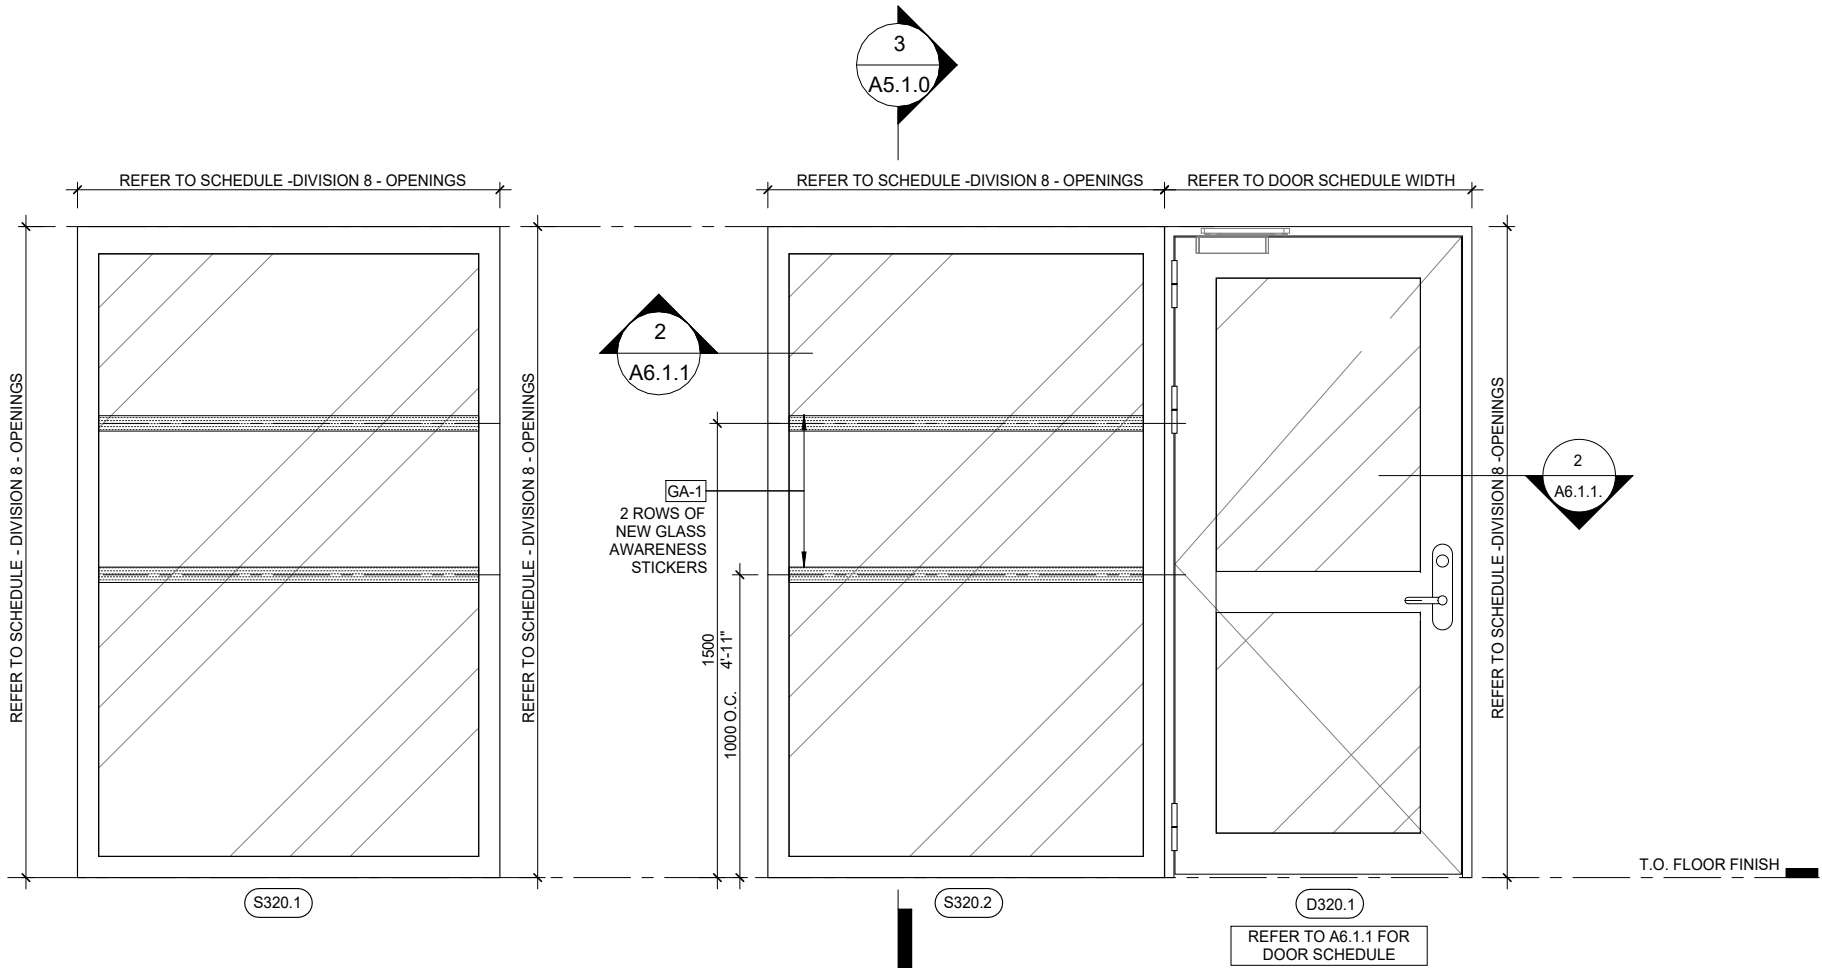 3
A5.1.0
REFER TO SCHEDULE -DIVISION 8 - OPENINGS
REFER TO SCHEDULE -DIVISION 8 - OPENINGS
REFER TO DOOR SCHEDULE WIDTH
REFER TO SCHEDULE - DIVISION 8 - OPENINGS
REFER TO SCHEDULE - DIVISION 8 - OPENINGS
2
A6.1.1
GA-1
2 ROWS OF
NEW GLASS
AWARENESS
STICKERS
1500
4'-11"
1000 O.C.
REFER TO SCHEDULE -DIVISION 8 -OPENINGS
2
A6.1.1.
T.O. FLOOR FINISH
S320.1
S320.2
D320.1
REFER TO A6.1.1 FOR
DOOR SCHEDULE